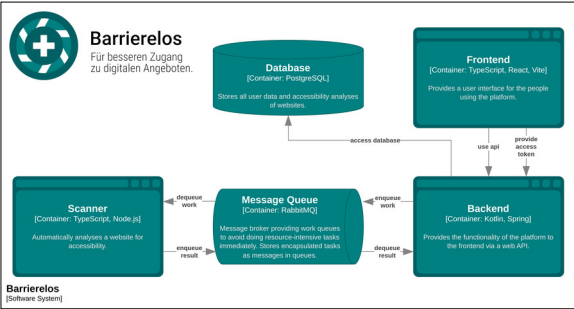 Barrierelos
Für besseren Zugang
zu digitalen Angeboten.
Database
[Container: PostgreSQL]
Stores all user data and accessibility analyses
of websites.
Frontend
[Container: TypeScript, React, Vite]
Provides a user interface for the people
using the platform.
access database
use api
provide
access
token
Scanner
[Container: TypeScript, Node.js]
Automatically analyses a website for
accessibility.
dequeue
work
enqueue
result
Message Queue
[Container: RabbitMQ]
Message broker providing work queues
to avoid doing resource-intensive tasks
immediately. Stores encapsulated tasks
as messages in queues.
enqueue
work
dequeue
result
Backend
[Container: Kotlin, Spring]
Provides the functionality of the platform to
the frontend via a web API.
Barrierelos
[Software System]